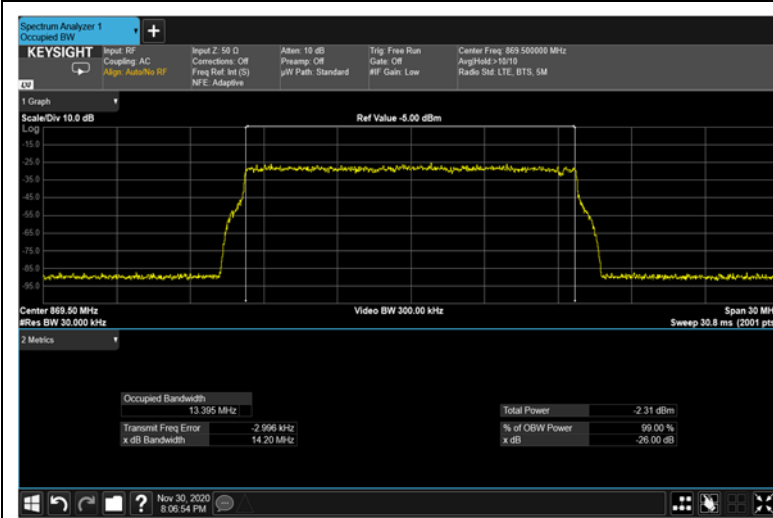 Spectrum Analyzer 1
Occupied BW
+
KEYSIGHT
Input: RF
Coupling: AC
Align: Auto/No RF
Input Z: 50 Ω
Corrections: Off
Freq Ref: Int (S)
NFE: Adaptive
Atten: 10 dB
Preamp: Off
µW Path: Standard
Trig: Free Run
Gate: Off
#IF Gain: Low
Center Freq: 869.500000 MHz
Avg|Hold:>10/10
Radio Std: LTE, BTS, 5M
LXI
1 Graph
Scale/Div 10.0 dB
Ref Value -5.00 dBm
Log
-15.0
-25.0
-35.0
-45.0
-55.0
-65.0
-75.0
-85.0
-95.0
Center 869.50 MHz
Video BW 300.00 kHz
Span 30 MH
#Res BW 30.000 kHz
Sweep 30.8 ms (2001 pts
2 Metrics
Occupied Bandwidth
13.395 MHz
Total Power -2.31 dBm
Transmit Freq Error -2.996 kHz
% of OBW Power 99.00 %
x dB Bandwidth 14.20 MHz
x dB -26.00 dB
?
Nov 30, 2020
8:06:54 PM